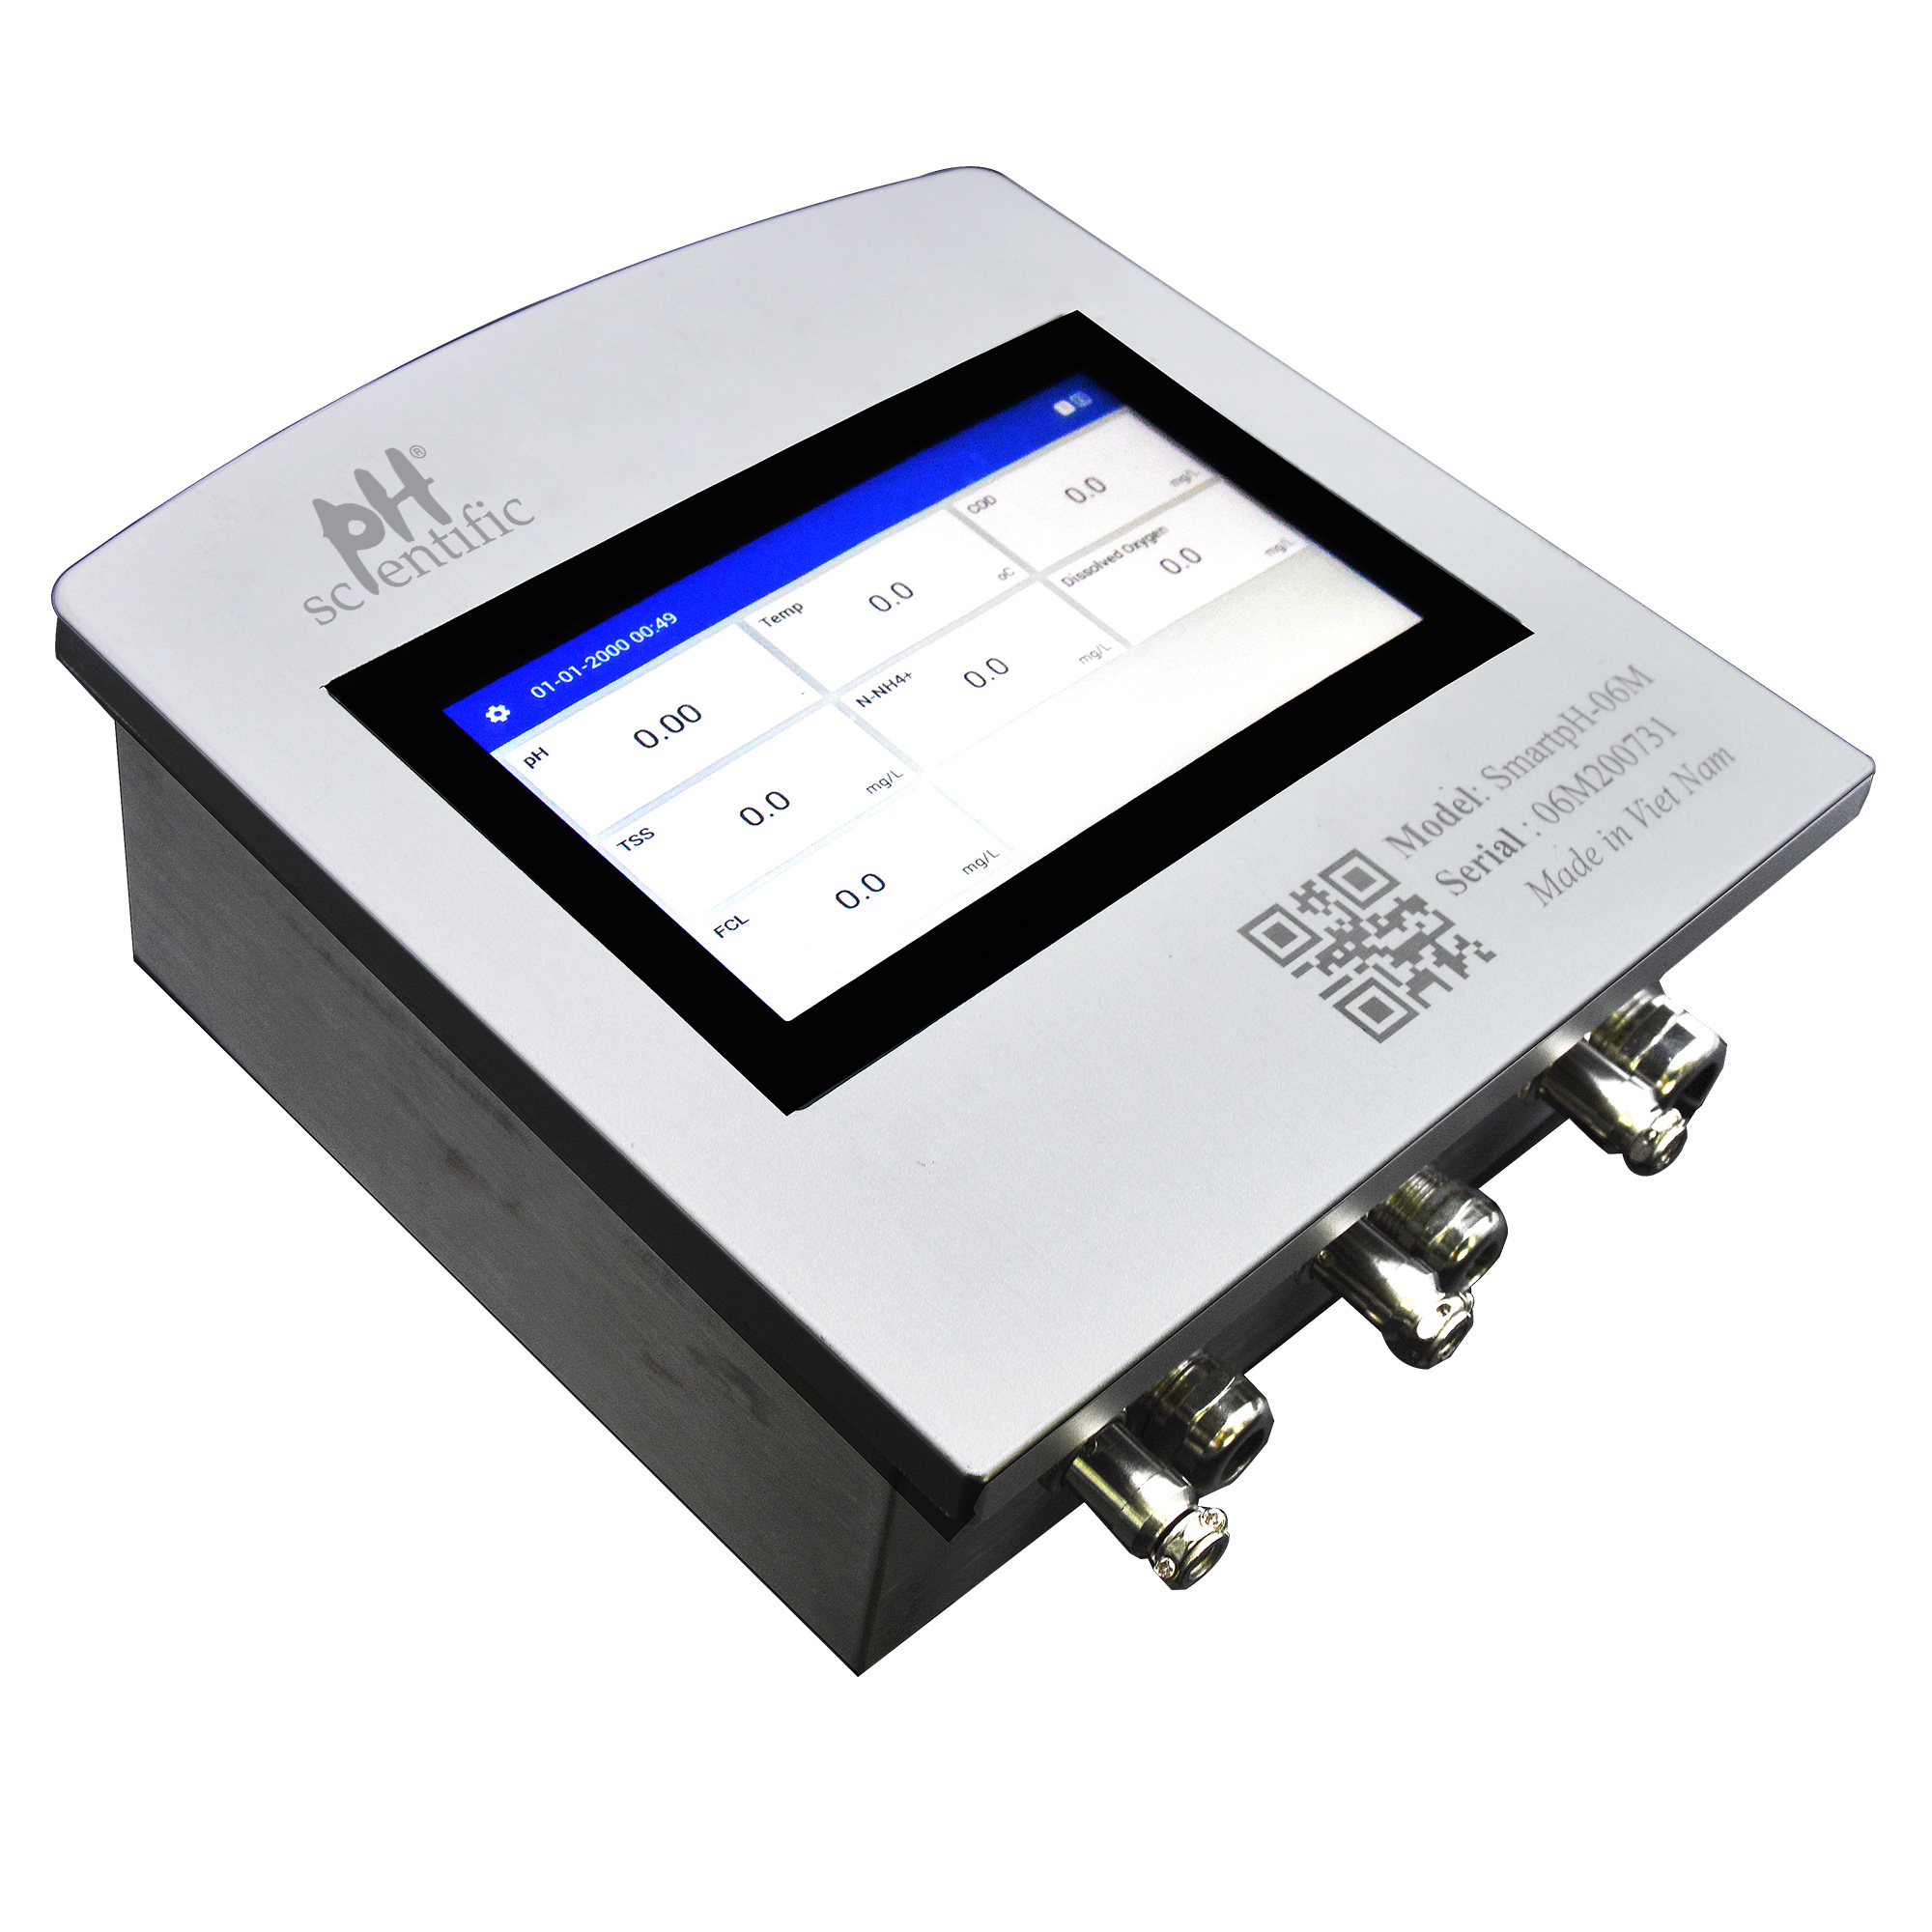 pH®
scientific
01-01-2000 00:49
pH
0.00
Temp
0.0
oC
COD
0.0
mg/L
TSS
0.0
mg/L
N-NH4+
0.0
mg/L
Dissolved Oxygen
0.0
mg/L
FCL
0.0
mg/L
Model: SmartpH-06M
Serial : 06M200731
Made in Viet Nam